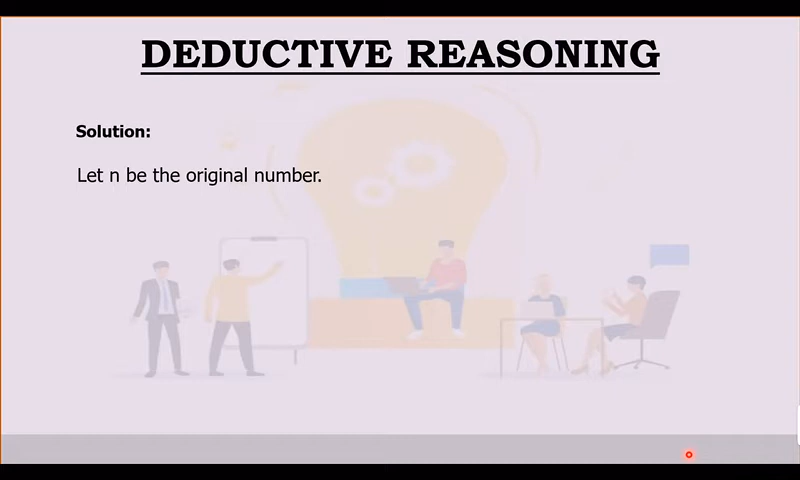 DEDUCTIVE REASONING
Solution:
Let n be the original number.